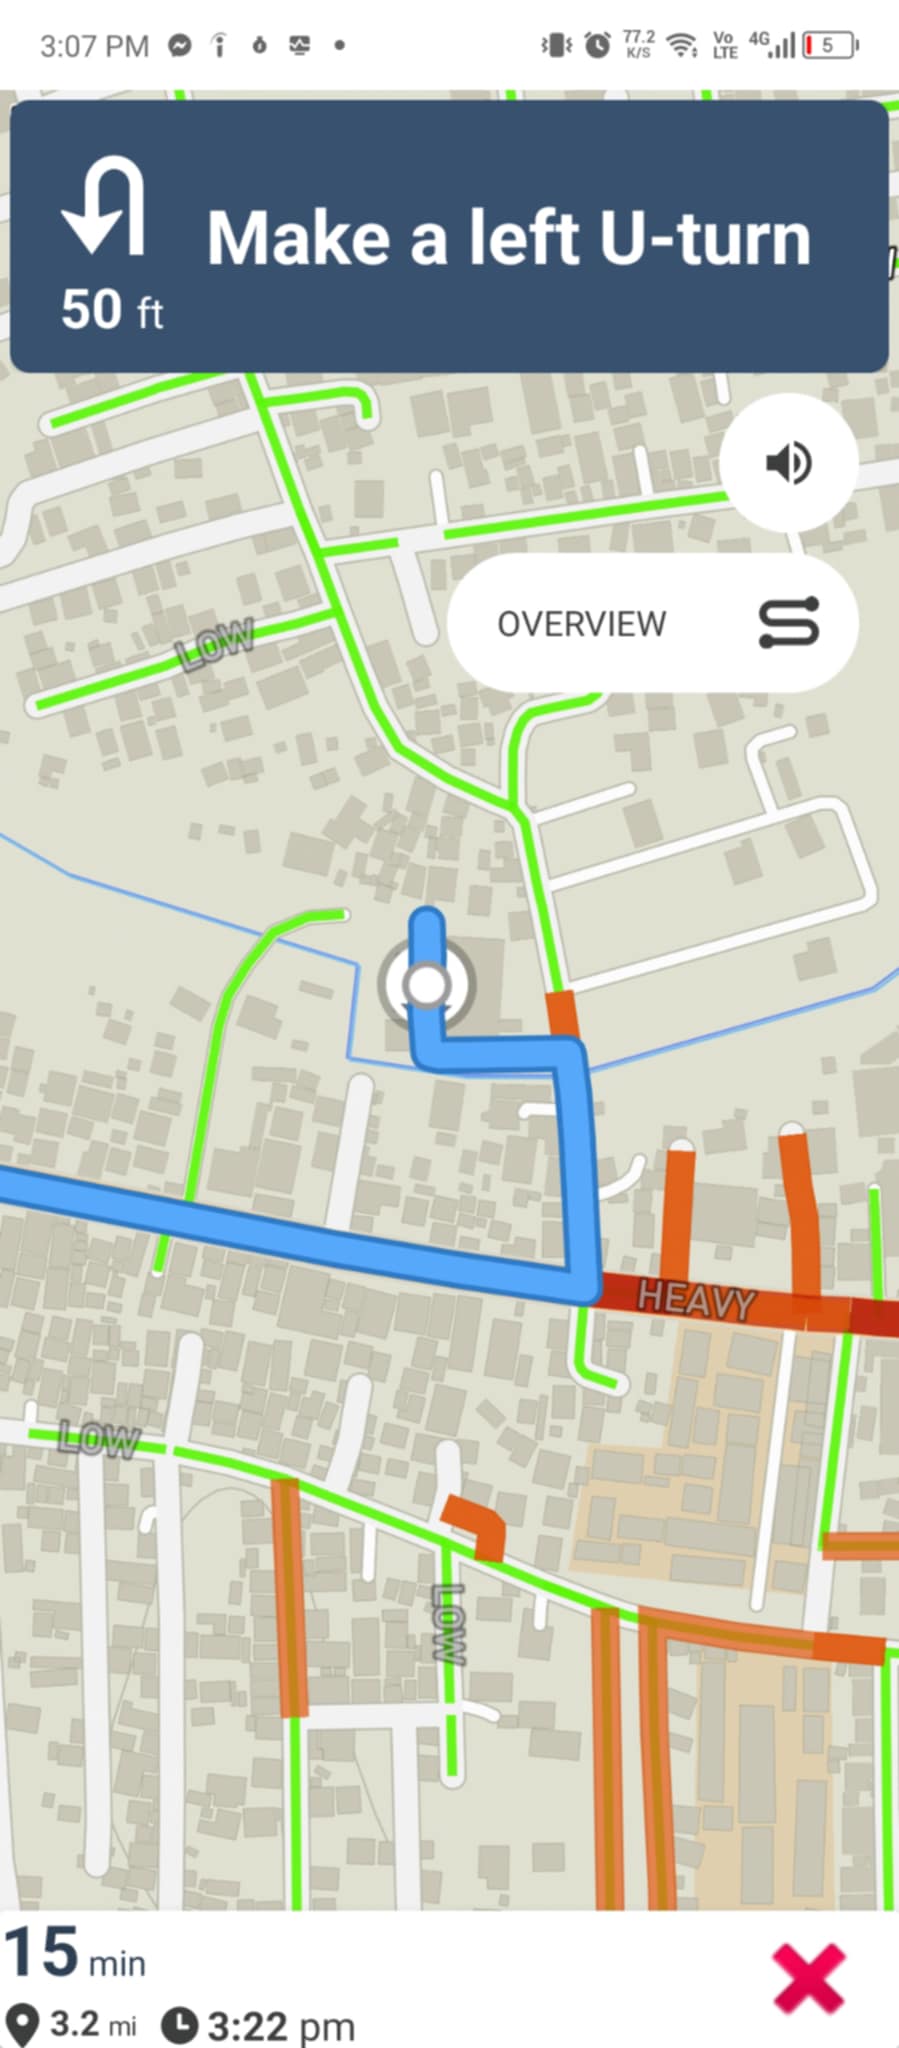 3:07 PM
77.2
K/S
Vo
LTE
4G
5
Make a left U-turn
50 ft
OVERVIEW
LOW
HEAVY
LOW
LOW
15 min
3.2 mi 3:22 pm